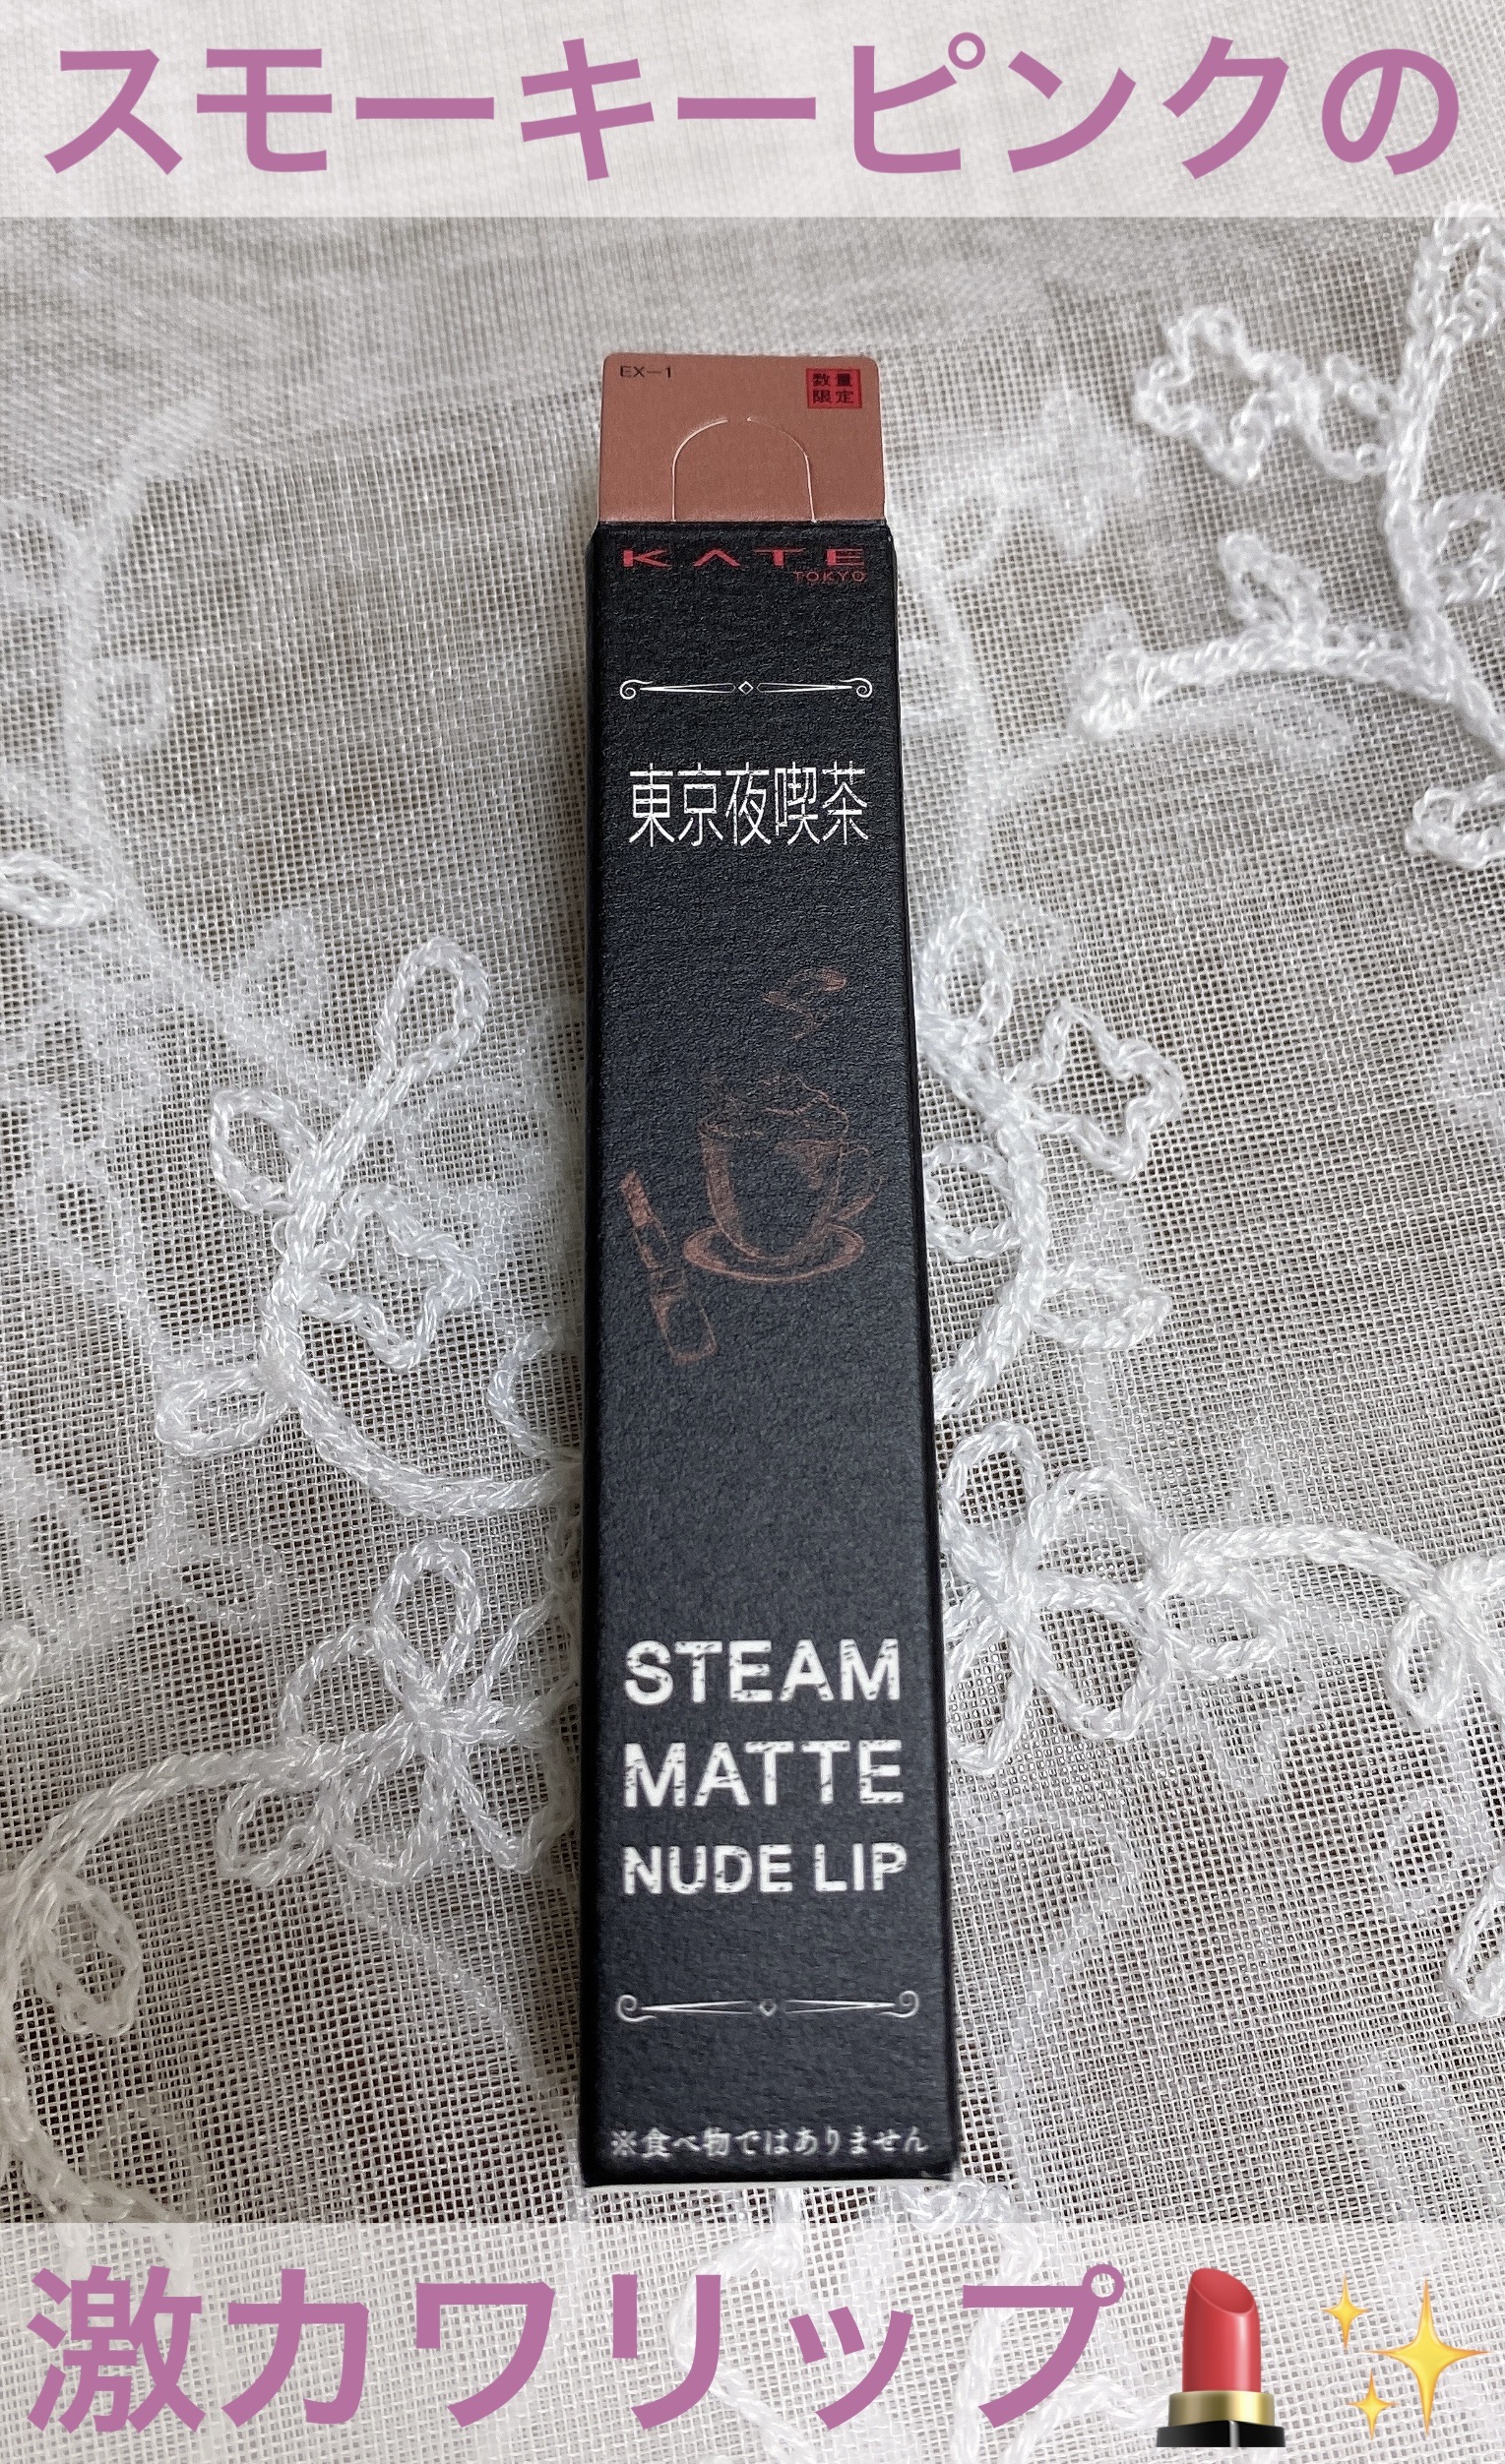 スモーキーピンクの
EX-1
数量
限定
KATE
TOKYO
東京夜喫茶
STEAM
MATTE
NUDE LIP
※食べ物ではありません
激カワリップ💄✨